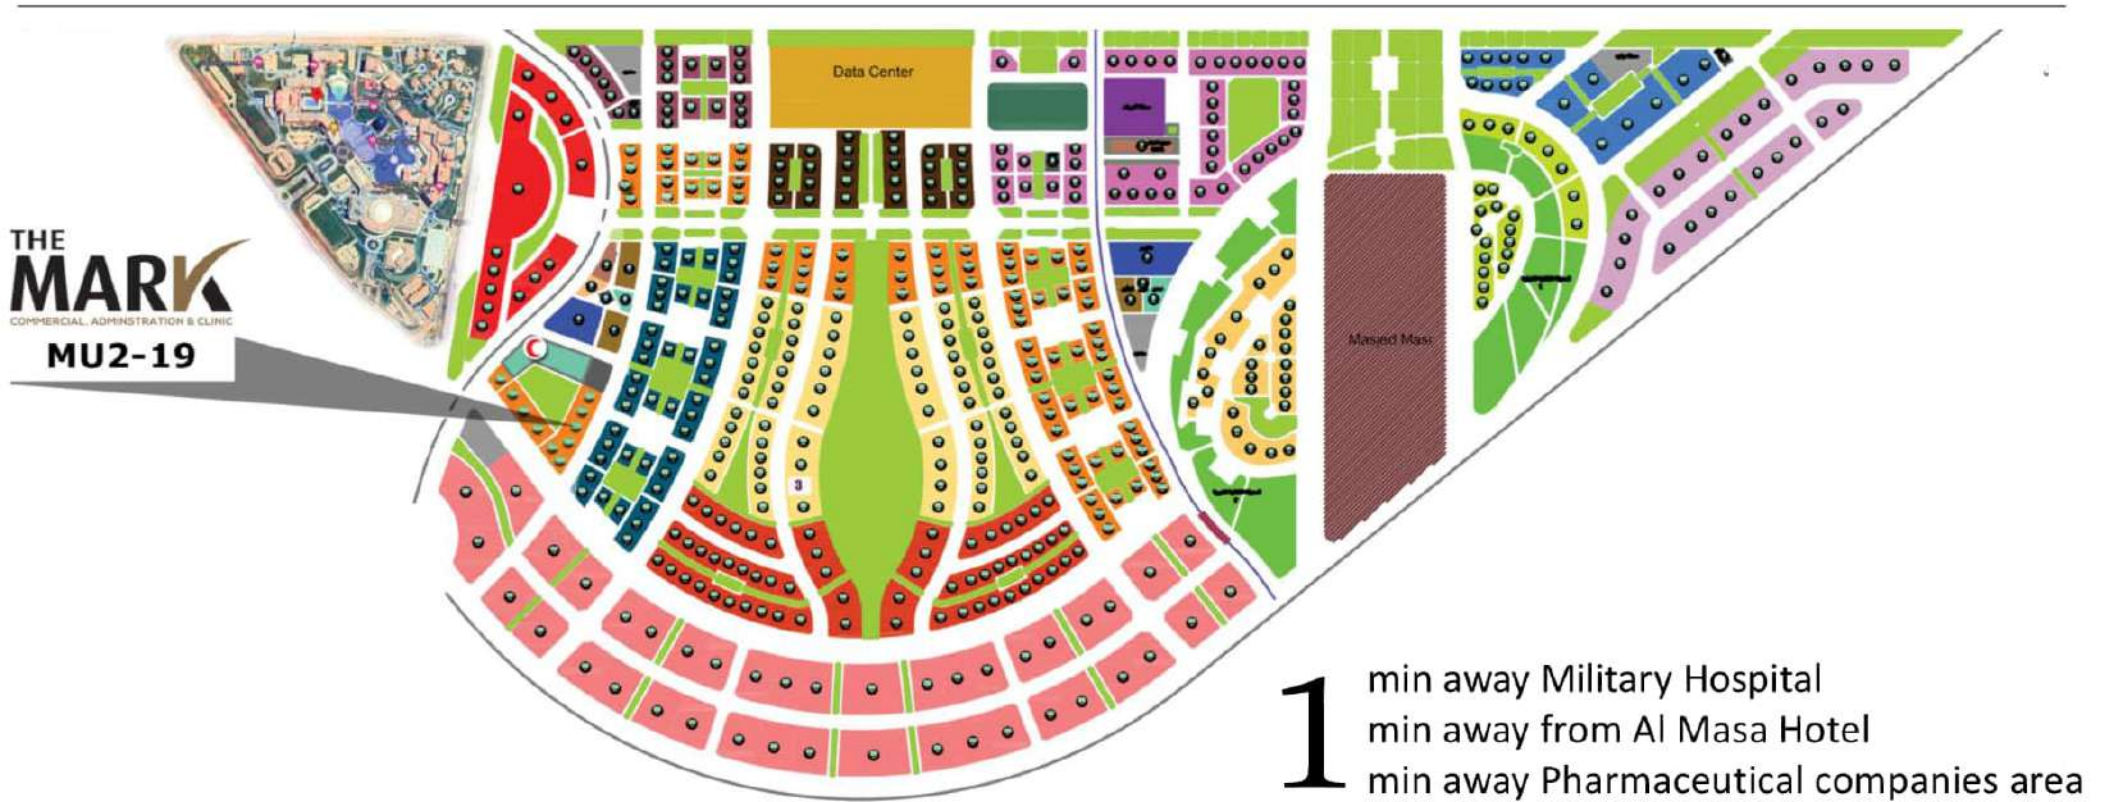 Data Center
THE
MARK
COMMERCIAL, ADMINSTRATION & CLINIC
MU2-19
Masjed Masr
3
1
min away Military Hospital
min away from Al Masa Hotel
min away Pharmaceutical companies area